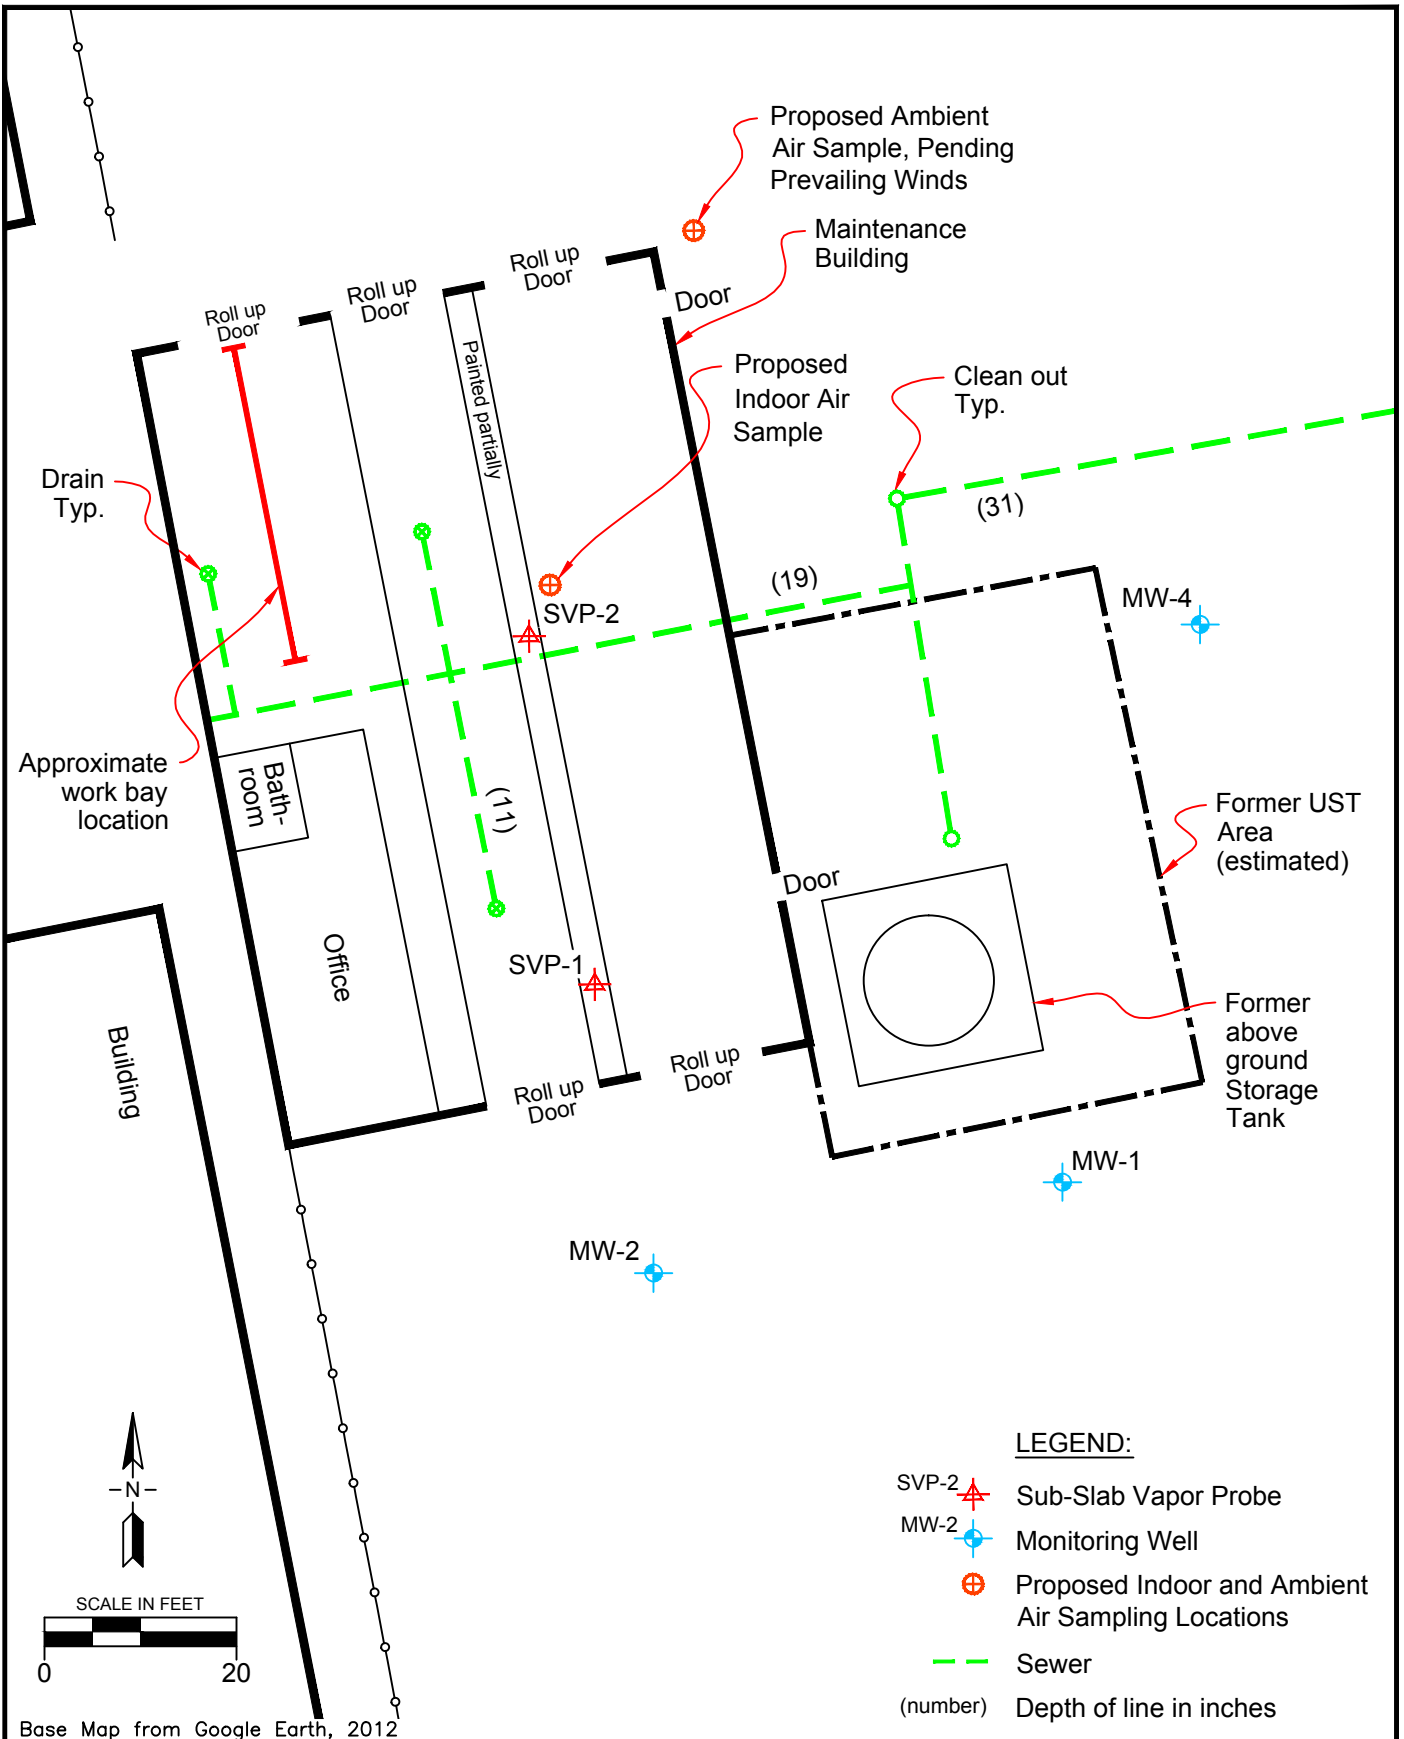 Proposed Ambient
Air Sample, Pending
Prevailing Winds
Maintenance
Building
Roll up
Door
Roll up
Door
Roll up
Door
Door
Painted partially
Proposed
Indoor Air
Sample
Clean out
Typ.
Drain
Typ.
(31)
(19)
SVP-2
MW-4
Approximate
work bay
location
Bath-
room
(11)
Former UST
Area
(estimated)
Door
Office
SVP-1
Building
Former
above
ground
Storage
Tank
Roll up
Door
Roll up
Door
MW-1
MW-2
LEGEND:
SVP-2
Sub-Slab Vapor Probe
MW-2
Monitoring Well
Proposed Indoor and Ambient
Air Sampling Locations
Sewer
(number) Depth of line in inches
-N-
SCALE IN FEET
0 20
Base Map from Google Earth, 2012